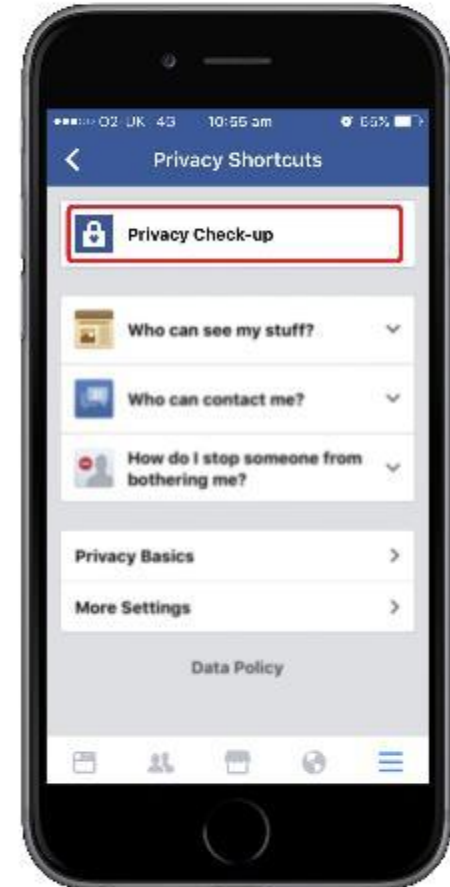 O2 UK 4G 10:55 am 66%
Privacy Shortcuts
Privacy Check-up
Who can see my stuff?
Who can contact me?
How do I stop someone from
bothering me?
Privacy Basics
More Settings
Data Policy